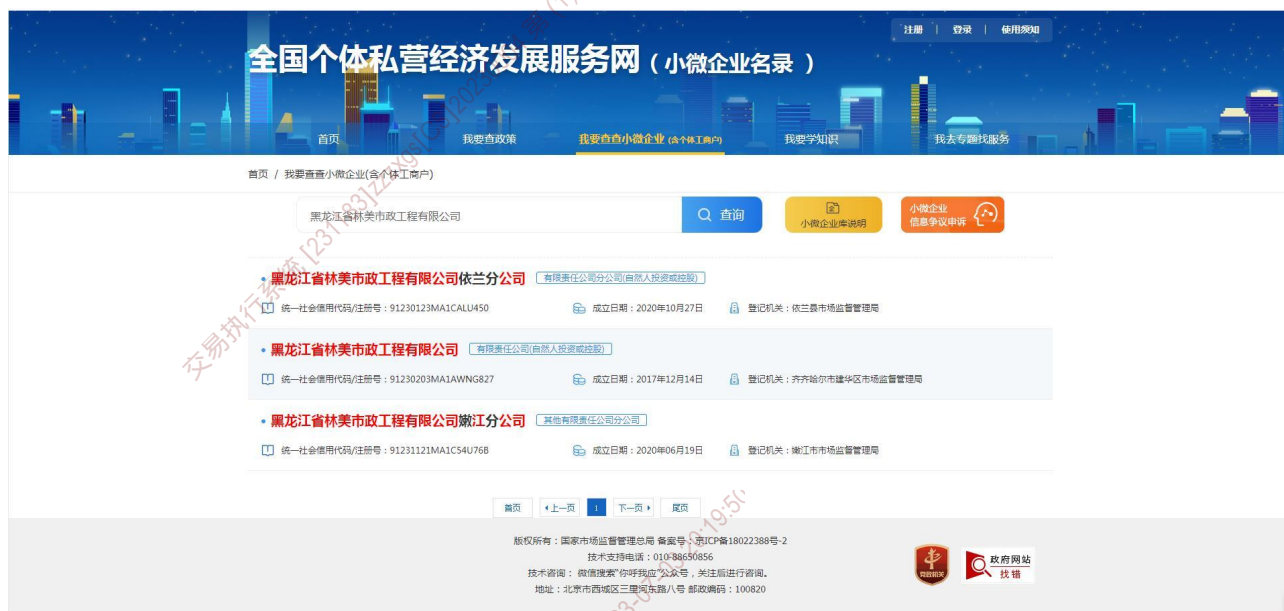 注册 | 登录 | 使用须知
全国个体私营经济发展服务网（小微企业名录 ）
首页 我要查政策 我要查查小微企业 (含个体工商户) 我要学知识 我去专题找服务
首页 / 我要查查小微企业(含个体工商户)
黑龙江省林美市政工程有限公司 查询 小微企业库说明 小微企业
信息争议申诉
黑龙江省林美市政工程有限公司依兰分公司 有限责任公司分公司(自然人投资或控股)
统一社会信用代码/注册号：91230123MA1CALU450 成立日期：2020年10月27日 登记机关：依兰县市场监督管理局
黑龙江省林美市政工程有限公司 有限责任公司(自然人投资或控股)
统一社会信用代码/注册号：91230203MA1AWNG827 成立日期：2017年12月14日 登记机关：齐齐哈尔市建华区市场监督管理局
黑龙江省林美市政工程有限公司嫩江分公司 其他有限责任公司分公司
统一社会信用代码/注册号：91231121MA1C54U76B 成立日期：2020年06月19日 登记机关：嫩江市市场监督管理局
首页 上一页 1 下一页 尾页
版权所有：国家市场监督管理总局 备案号：京ICP备18022388号-2
技术支持电话：010-88650856
技术咨询： 微信搜索"你呼我应"公众号，关注后进行咨询。
地址：北京市西城区三里河东路八号 邮政编码：100820
党政机关
政府网站
找错